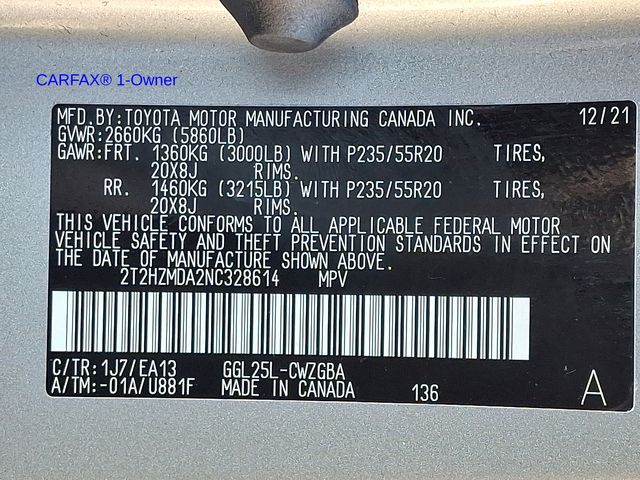 CARFAX® 1-Owner
MFD.BY:TOYOTA MOTOR MANUFACTURING CANADA INC. 12/21
GVWR:2660KG (5860LB)
GAWR:FRT. 1360KG (3000LB) WITH P235/55R20 TIRES,
20X8J RIMS.
RR. 1460KG (3215LB) WITH P235/55R20 TIRES,
20X8J RIMS.
THIS VEHICLE CONFORMS TO ALL APPLICABLE FEDERAL MOTOR
VEHICLE SAFETY AND THEFT PREVENTION STANDARDS IN EFFECT ON
THE DATE OF MANUFACTURE SHOWN ABOVE.
2T2HZMDA2NC328614 MPV
C/TR:1J7/EA13 GGL25L-CWZGBA
A/TM:-01A/U881F MADE IN CANADA 136 A